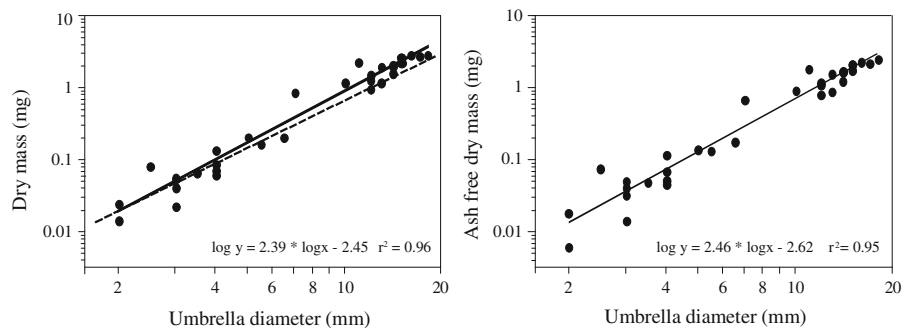 10
1
0.1
0.01
Dry mass (mg)
log y = 2.39 * logx - 2.45 r² = 0.96
2 4 6 8 10 20
Umbrella diameter (mm)
10
1
0.1
0.01
Ash free dry mass (mg)
log y = 2.46 * logx - 2.62 r²= 0.95
2 4 6 8 10 20
Umbrella diameter (mm)